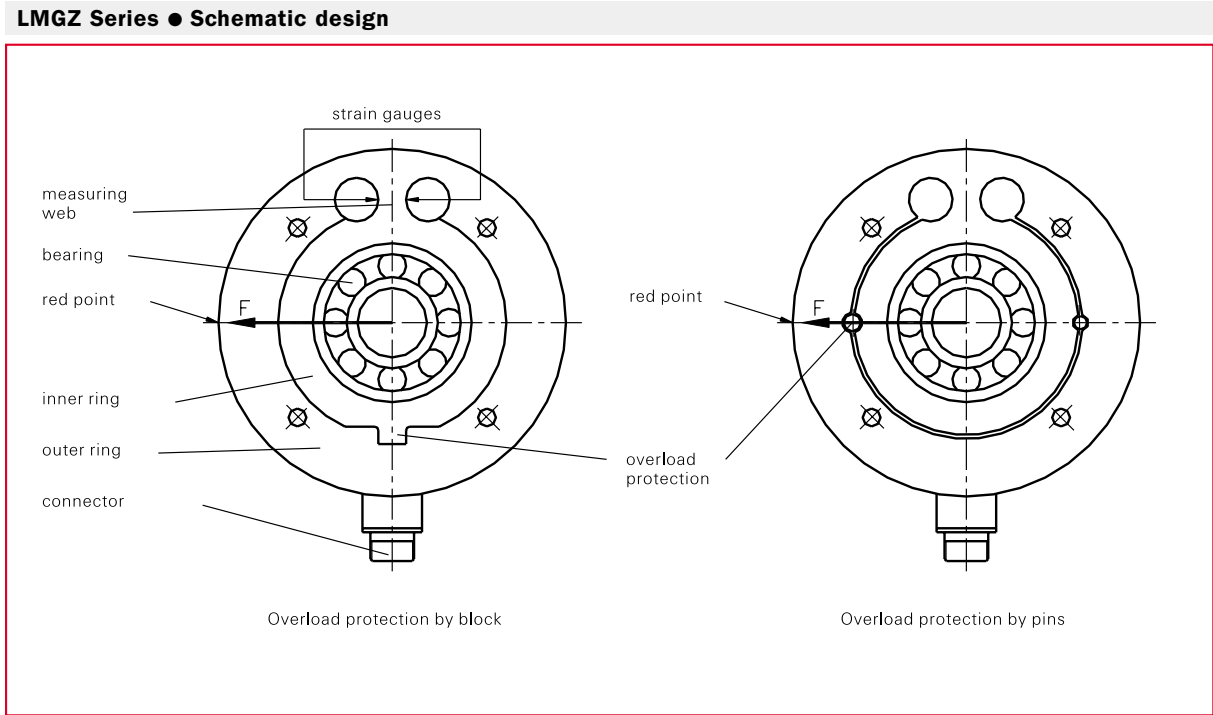 LMGZ Series ● Schematic design
strain gauges
measuring
web
bearing
red point
F
inner ring
outer ring
connector
red point
F
overload
protection
Overload protection by block
Overload protection by pins